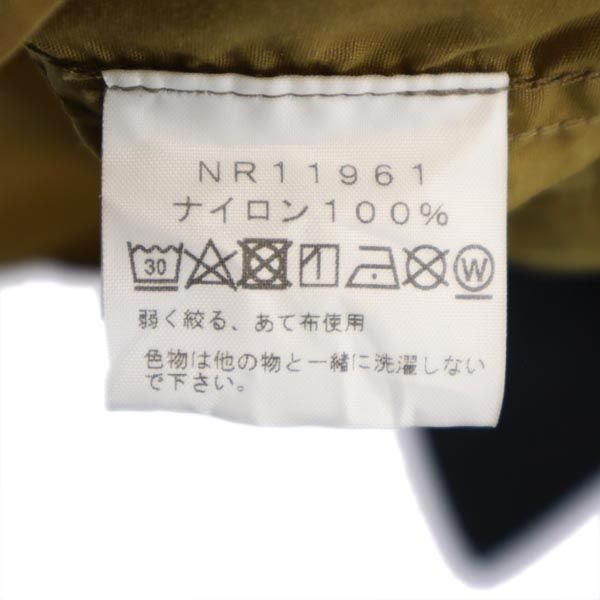 NR11961
ナイロン100%
30 W
弱く絞る、あて布使用
色物は他の物と一緒に洗濯しない
で下さい。